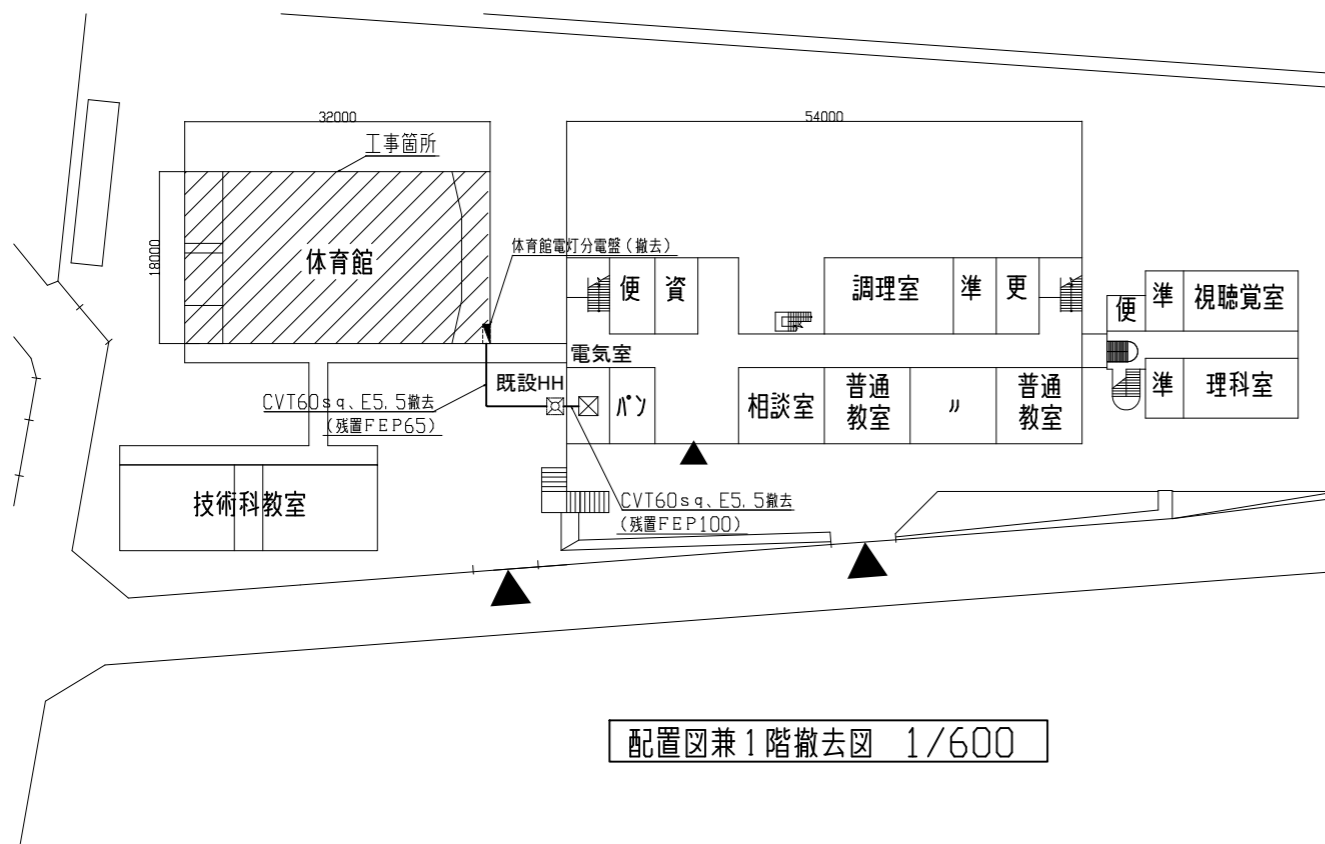 32000
54000
工事箇所
18000
体育館
体育館電灯分電盤(撤去)
便
資
調理室
準
更
便
準
視聴覚室
電気室
既設HH
CVT60sq、E5.5撤去
(残置FEP65)
パン
相談室
普通
教室
〃
普通
教室
準
理科室
技術科教室
CVT60sq、E5.5撤去
(残置FEP100)
配置図兼1階撤去図 1/600